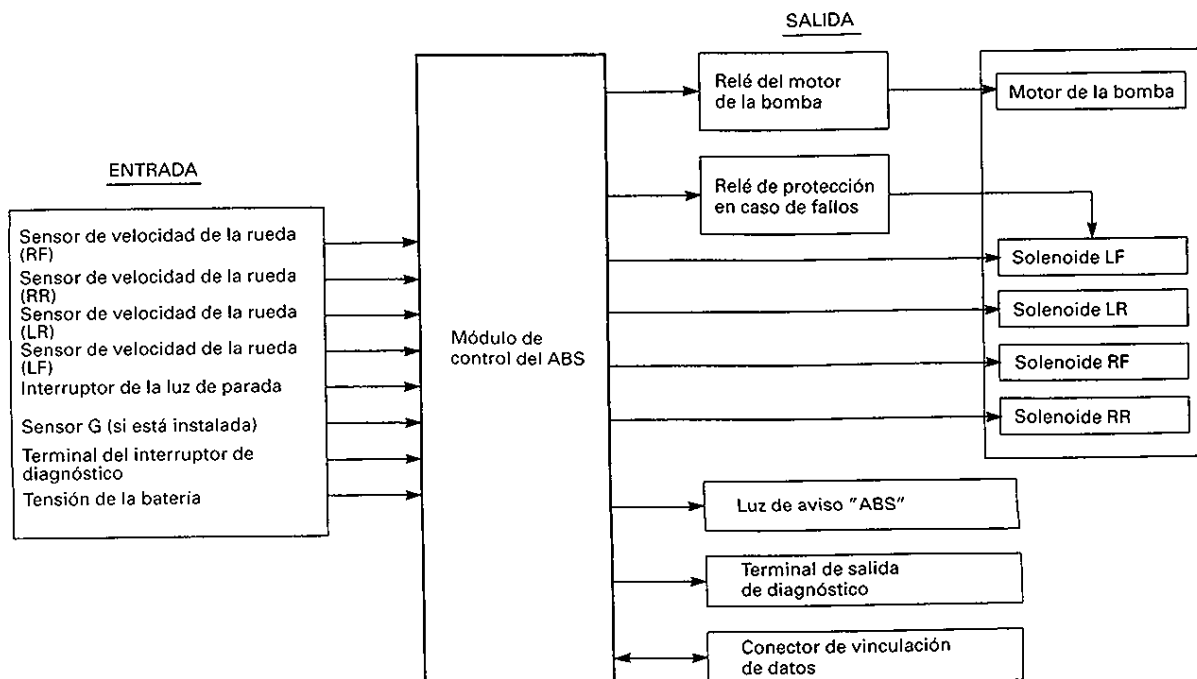 SALIDA
Relé del motor
de la bomba
Motor de la bomba
ENTRADA
Relé de protección
en caso de fallos
Sensor de velocidad de la rueda
(RF)
Sensor de velocidad de la rueda
(RR)
Sensor de velocidad de la rueda
(LR)
Sensor de velocidad de la rueda
(LF)
Interruptor de la luz de parada
Sensor G (si está instalada)
Terminal del interruptor de
diagnóstico
Tensión de la batería
Módulo de
control del ABS
Solenoide LF
Solenoide LR
Solenoide RF
Solenoide RR
Luz de aviso "ABS"
Terminal de salida
de diagnóstico
Conector de vinculación
de datos